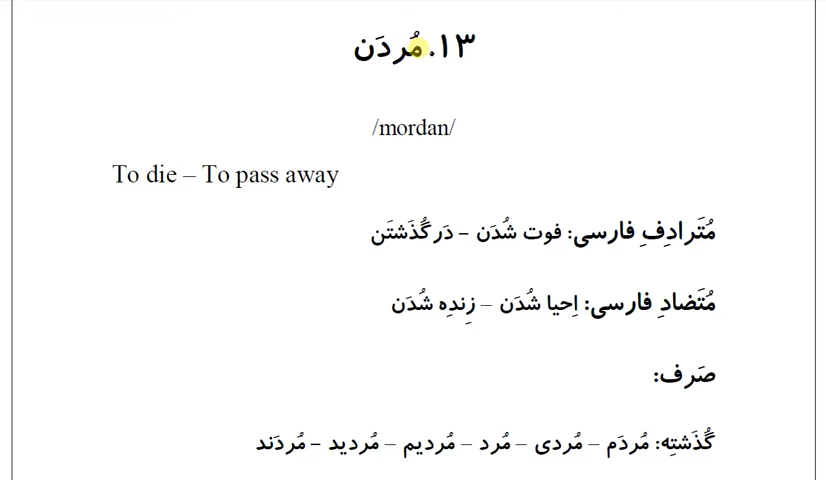 ۱۳.مُردَن
/mordan/
To die – To pass away
مُتَرادِفِ فارسی: فوت شُدَن – دَرگُذَشتَن
مُتَضادِ فارسی: اِحیا شُدَن – زِندِه شُدَن
صَرف:
گُذَشتِه: مُردَم – مُردی – مُرد – مُردیم – مُردید – مُردَند